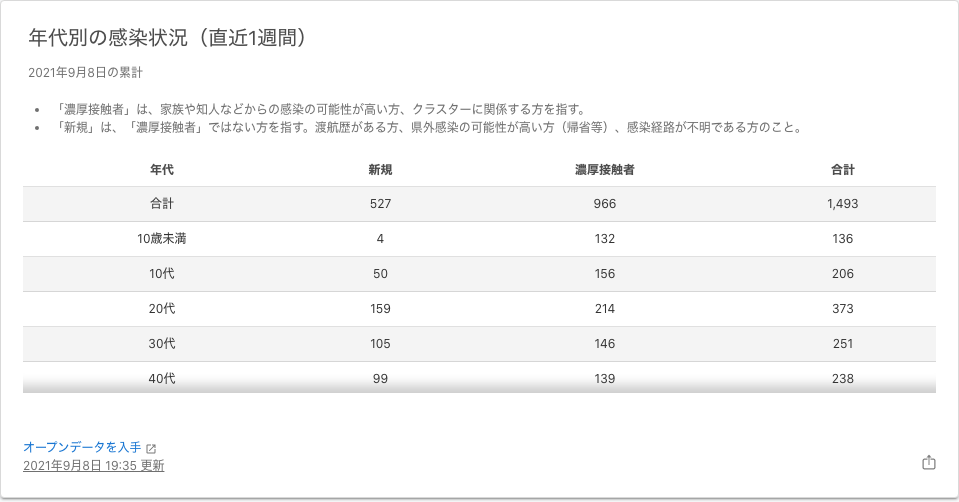 年代別の感染状況（直近1週間）
2021年9月8日の累計
• 「濃厚接触者」は、家族や知人などからの感染の可能性が高い方、クラスターに関係する方を指す。
• 「新規」は、「濃厚接触者」ではない方を指す。渡航歴がある方、県外感染の可能性が高い方（帰省等）、感染経路が不明である方のこと。
年代 新規 濃厚接触者 合計
合計 527 966 1,493
10歳未満 4 132 136
10代 50 156 206
20代 159 214 373
30代 105 146 251
40代 99 139 238
オープンデータを入手
2021年9月8日 19:35 更新